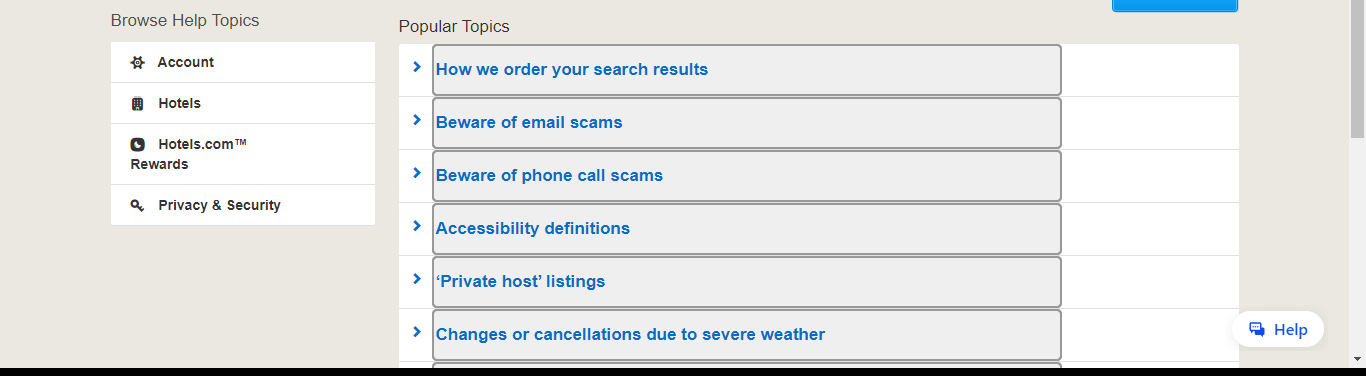 Browse Help Topics
Account
Hotels
Hotels.com™
Rewards
Privacy & Security
Popular Topics
How we order your search results
Beware of email scams
Beware of phone call scams
Accessibility definitions
‘Private host’ listings
Changes or cancellations due to severe weather
Help